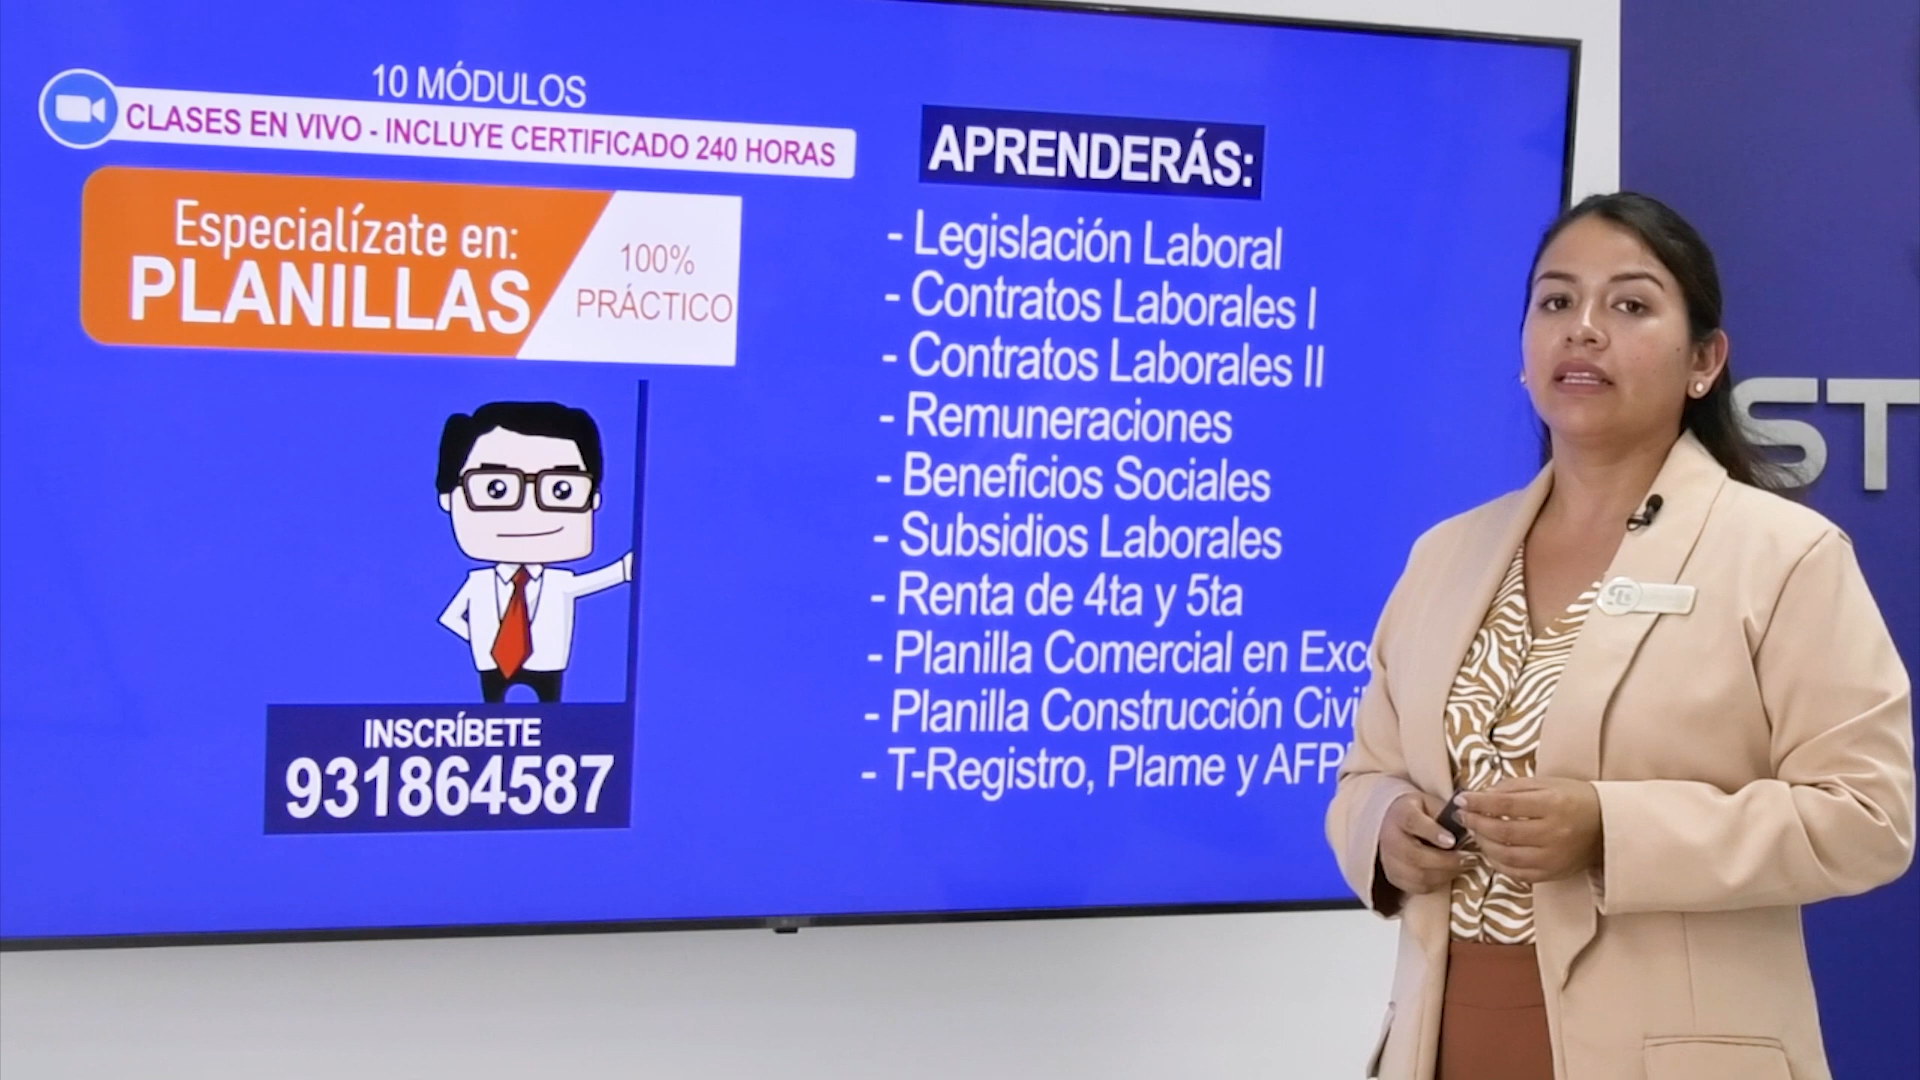 10 MÓDULOS
CLASES EN VIVO - INCLUYE CERTIFICADO 240 HORAS
Especialízate en:
PLANILLAS
100%
PRÁCTICO
INSCRÍBETE
931864587
APRENDERÁS:
- Legislación Laboral
- Contratos Laborales I
- Contratos Laborales II
- Remuneraciones
- Beneficios Sociales
- Subsidios Laborales
- Renta de 4ta y 5ta
- Planilla Comercial en
- Planilla Construcción
- T-Registro, Plame y
ST